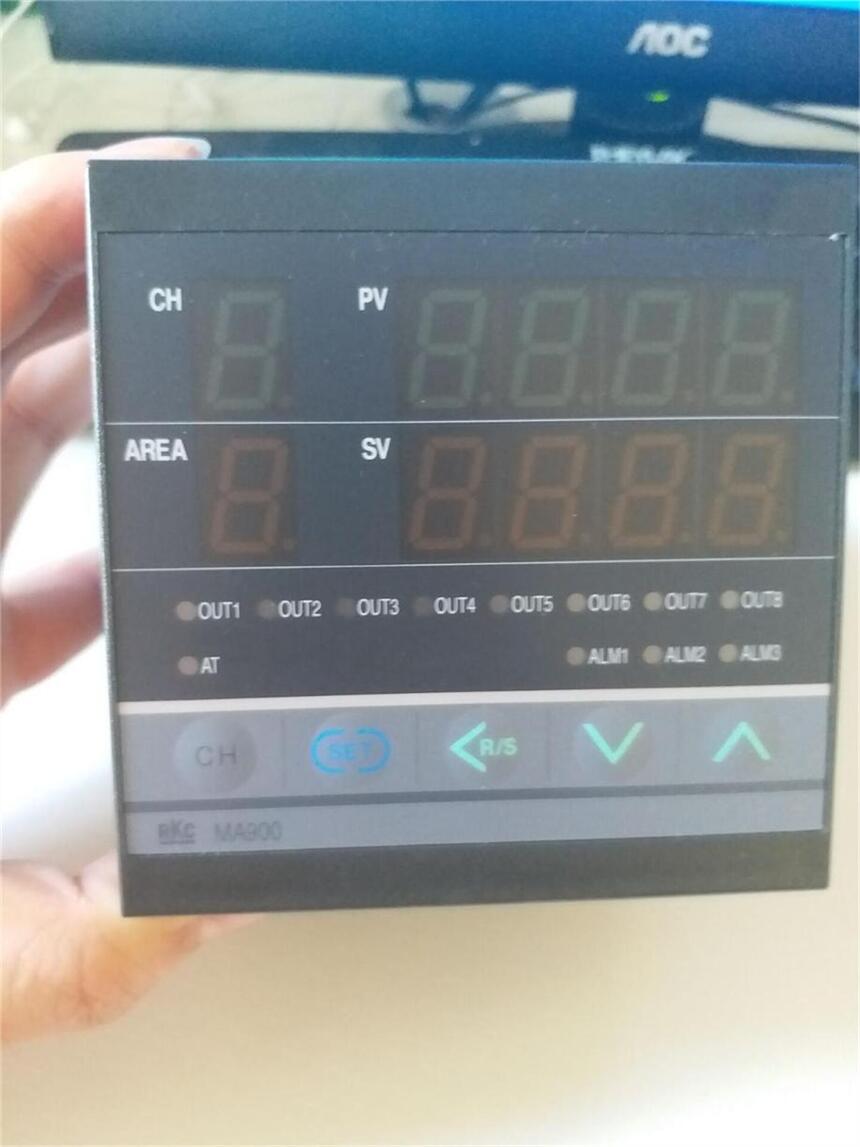 AOC
CH PV
AREA SV
OUT1 OUT2 OUT3 OUT4 OUT5 OUT6 OUT7 OUT8
AT ALM1 ALM2 ALM3
CH SET R/S
RKC MA900